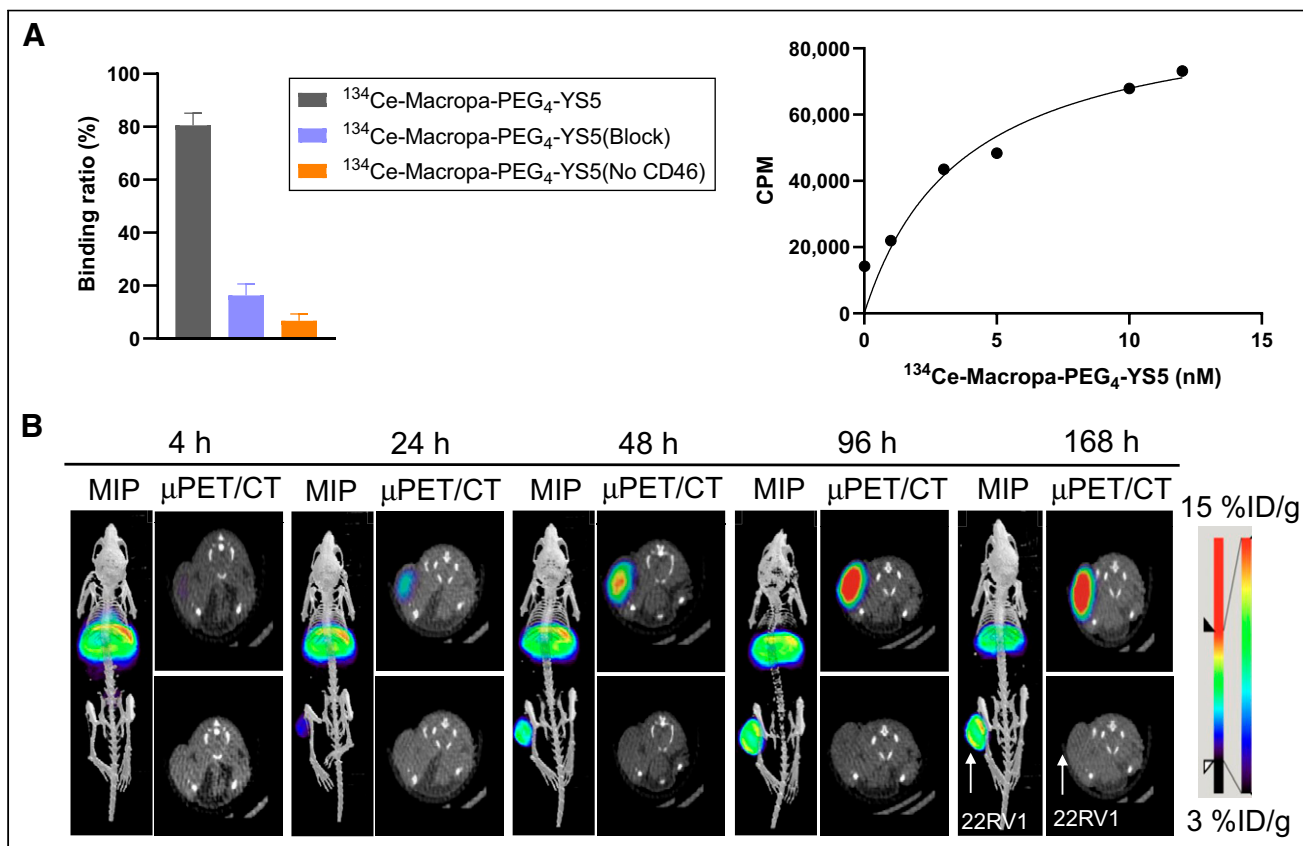 A
100
80
60
40
20
0
Binding ratio (%)
¹³⁴Ce-Macropa-PEG₄-YS5
¹³⁴Ce-Macropa-PEG₄-YS5(Block)
¹³⁴Ce-Macropa-PEG₄-YS5(No CD46)
80,000
60,000
40,000
20,000
0
CPM
0 5 10 15
¹³⁴Ce-Macropa-PEG₄-YS5 (nM)
B
4 h 24 h 48 h 96 h 168 h
MIP μPET/CT MIP μPET/CT MIP μPET/CT MIP μPET/CT MIP μPET/CT
15 %ID/g
22RV1 22RV1
3 %ID/g